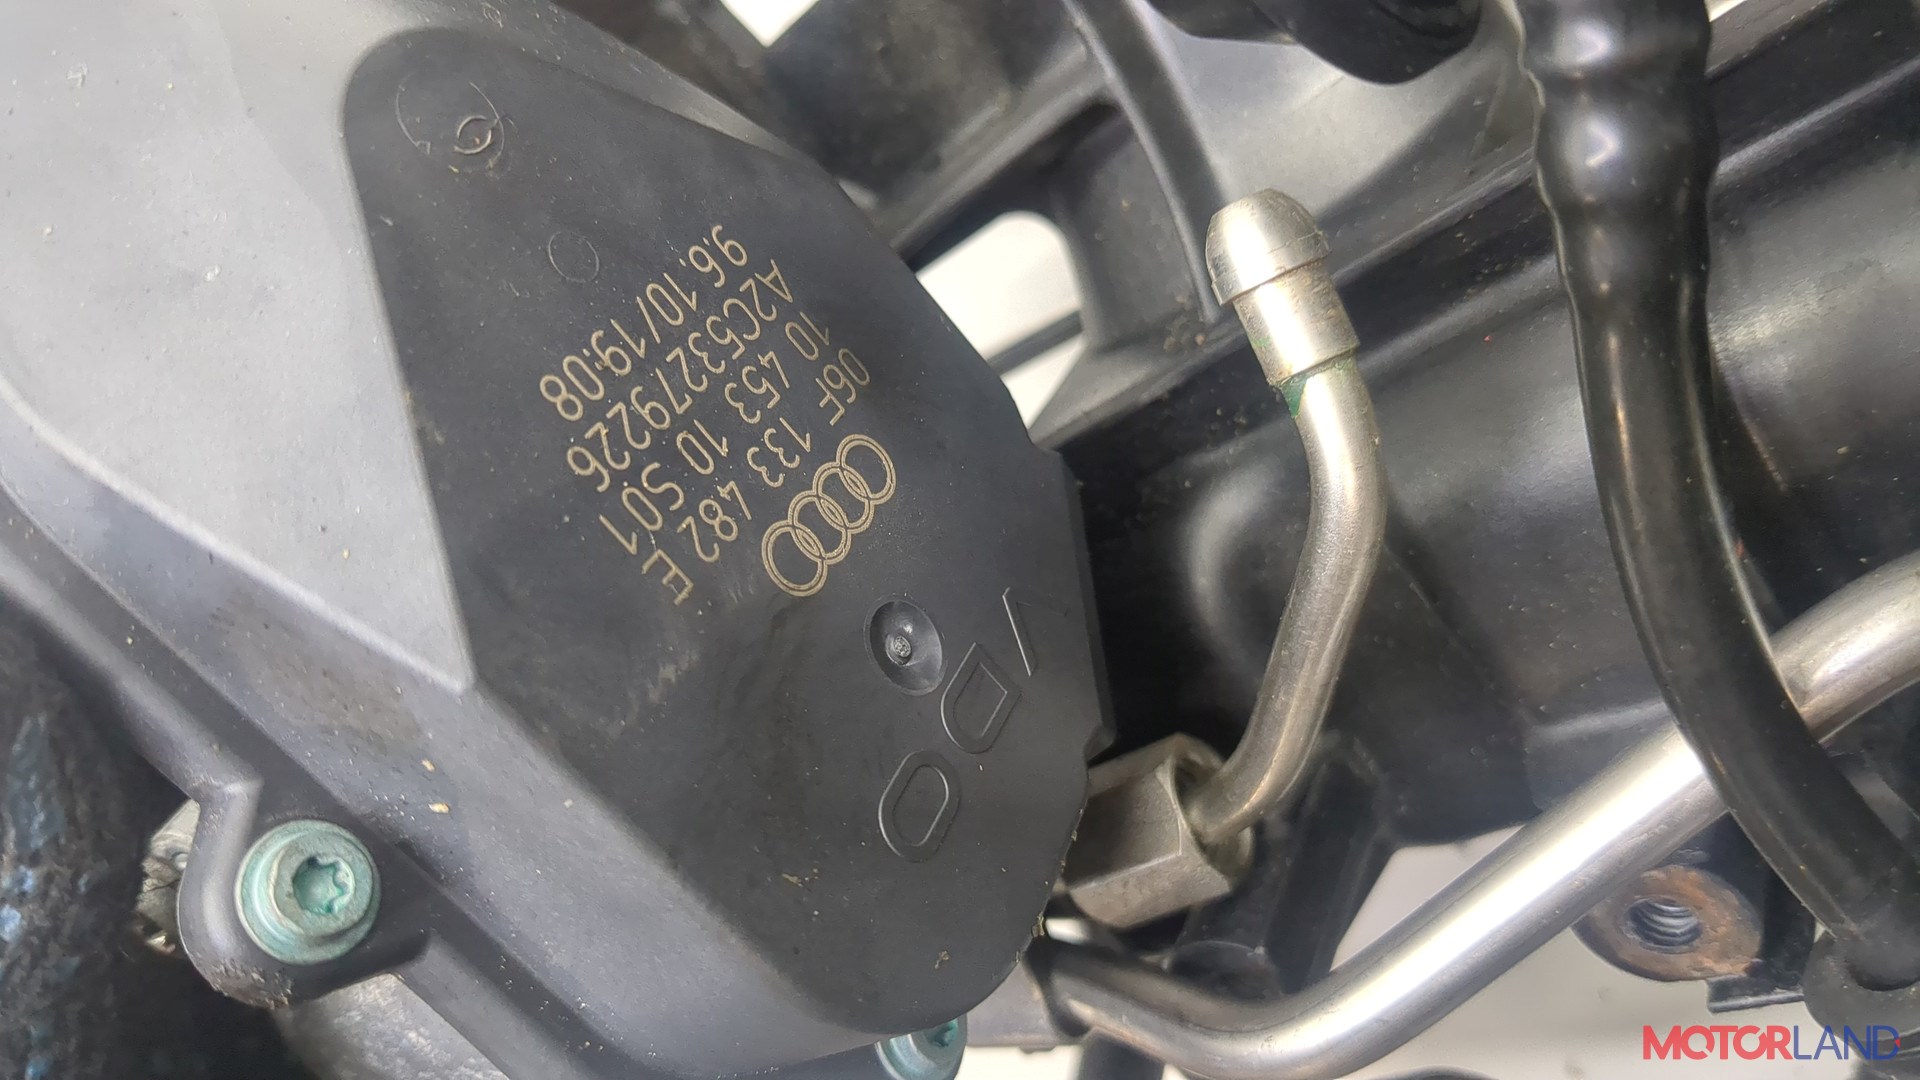 VDO
06F 133 482 E
10 453 10 S01
A2C53279226
9.6.10/19.08
MOTORLAND